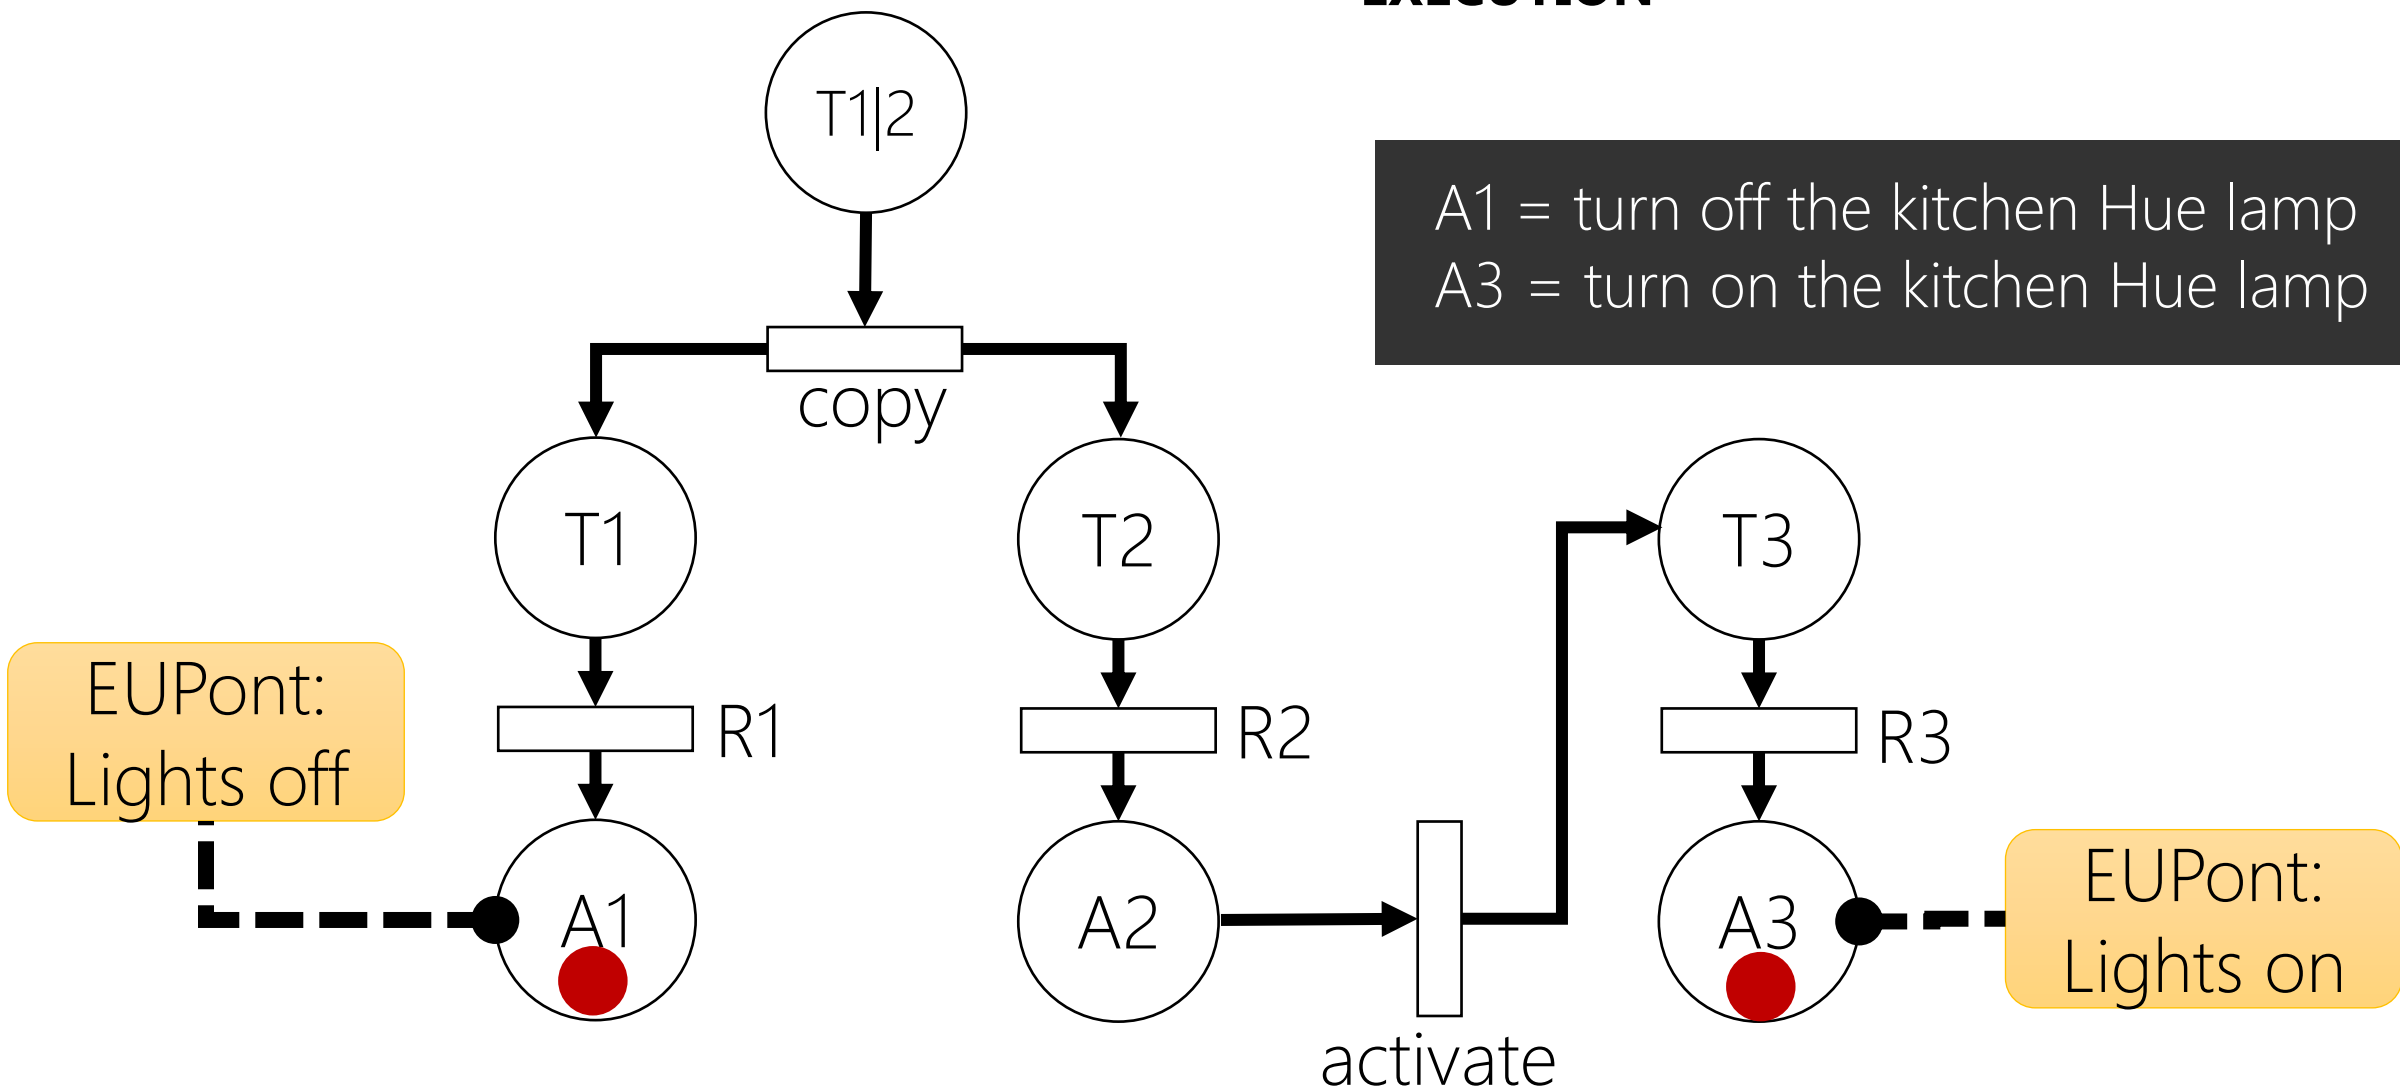 EXECUTION
T1|2
A1 = turn off the kitchen Hue lamp
A3 = turn on the kitchen Hue lamp
copy
T1
T2
T3
EUPont:
Lights off
R1
R2
R3
A1
A2
A3
EUPont:
Lights on
activate